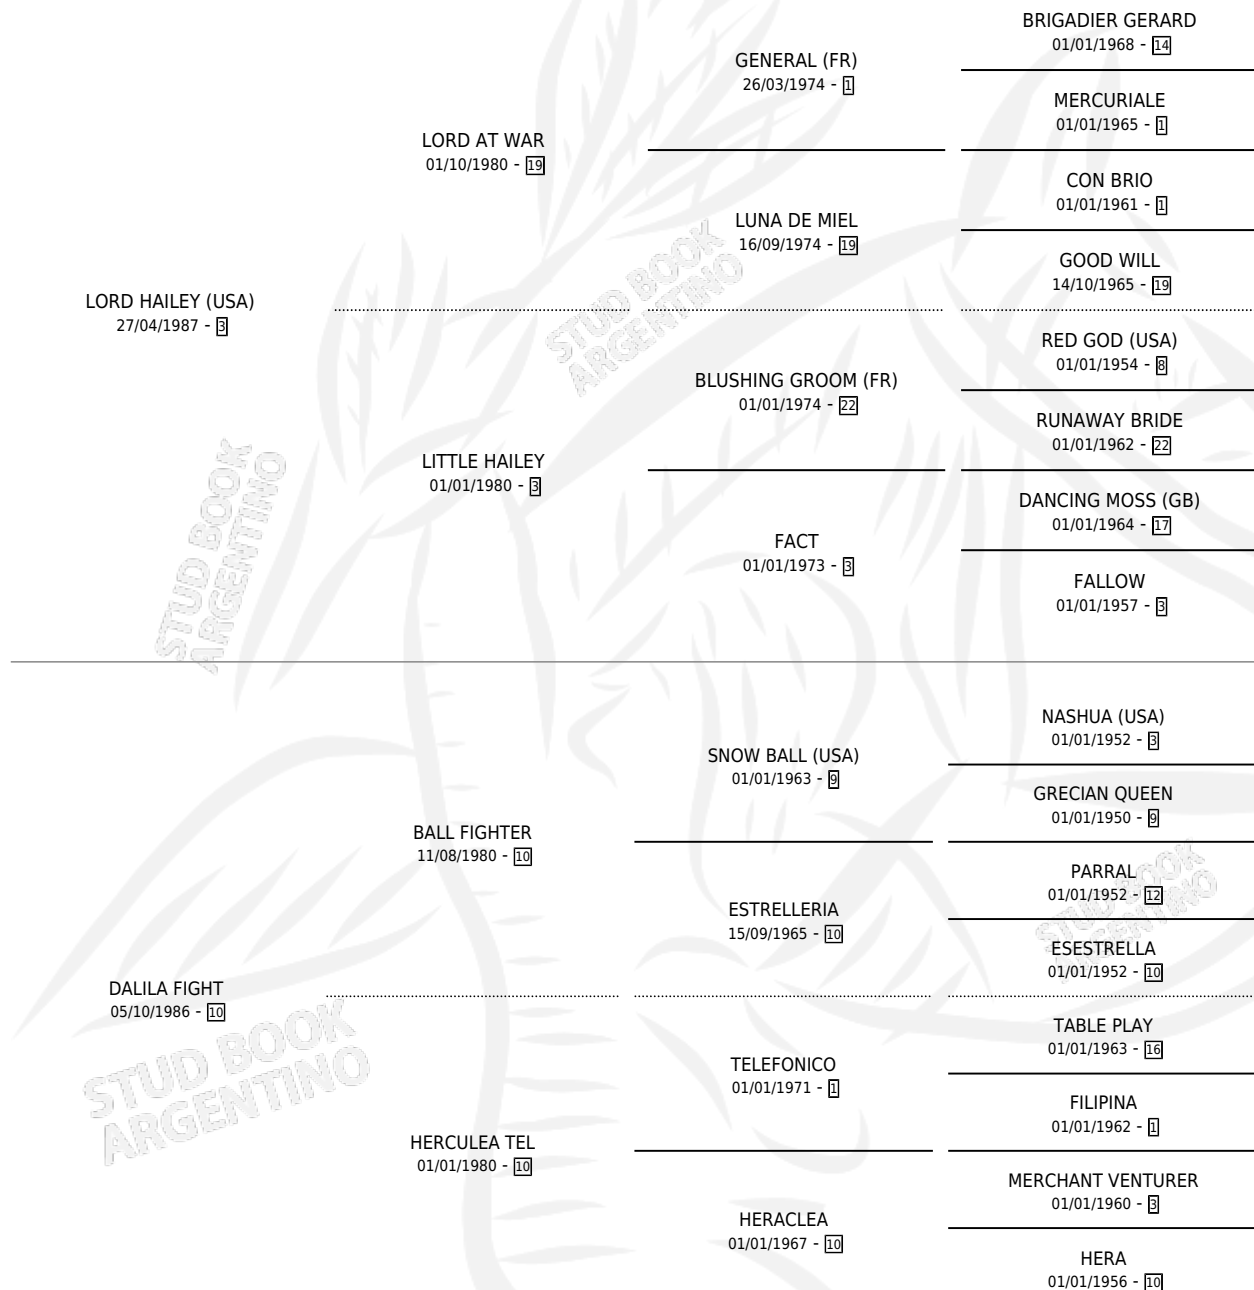 BRIGADIER GERARD
01/01/1968 - 14
GENERAL (FR)
26/03/1974 - 1
MERCURIALE
01/01/1965 - 1
LORD AT WAR
01/10/1980 - 19
CON BRIO
01/01/1961 - 1
LUNA DE MIEL
16/09/1974 - 19
GOOD WILL
14/10/1965 - 19
LORD HAILEY (USA)
27/04/1987 - 3
RED GOD (USA)
01/01/1954 - 8
BLUSHING GROOM (FR)
01/01/1974 - 22
RUNAWAY BRIDE
01/01/1962 - 22
LITTLE HAILEY
01/01/1980 - 3
DANCING MOSS (GB)
01/01/1964 - 17
FACT
01/01/1973 - 3
FALLOW
01/01/1957 - 3
NASHUA (USA)
01/01/1952 - 3
SNOW BALL (USA)
01/01/1963 - 9
GRECIAN QUEEN
01/01/1950 - 9
BALL FIGHTER
11/08/1980 - 10
PARRAL
01/01/1952 - 12
ESTRELLERIA
15/09/1965 - 10
ESESTRELLA
01/01/1952 - 10
DALILA FIGHT
05/10/1986 - 10
TABLE PLAY
01/01/1963 - 16
TELEFONICO
01/01/1971 - 1
FILIPINA
01/01/1962 - 1
HERCULEA TEL
01/01/1980 - 10
MERCHANT VENTURER
01/01/1960 - 3
HERACLEA
01/01/1967 - 10
HERA
01/01/1956 - 10
STUD BOOK
ARGENTINO
STUD BOOK
ARGENTINO
STUD BOOK
ARGENTINO
STUD BOOK
ARGENTINO